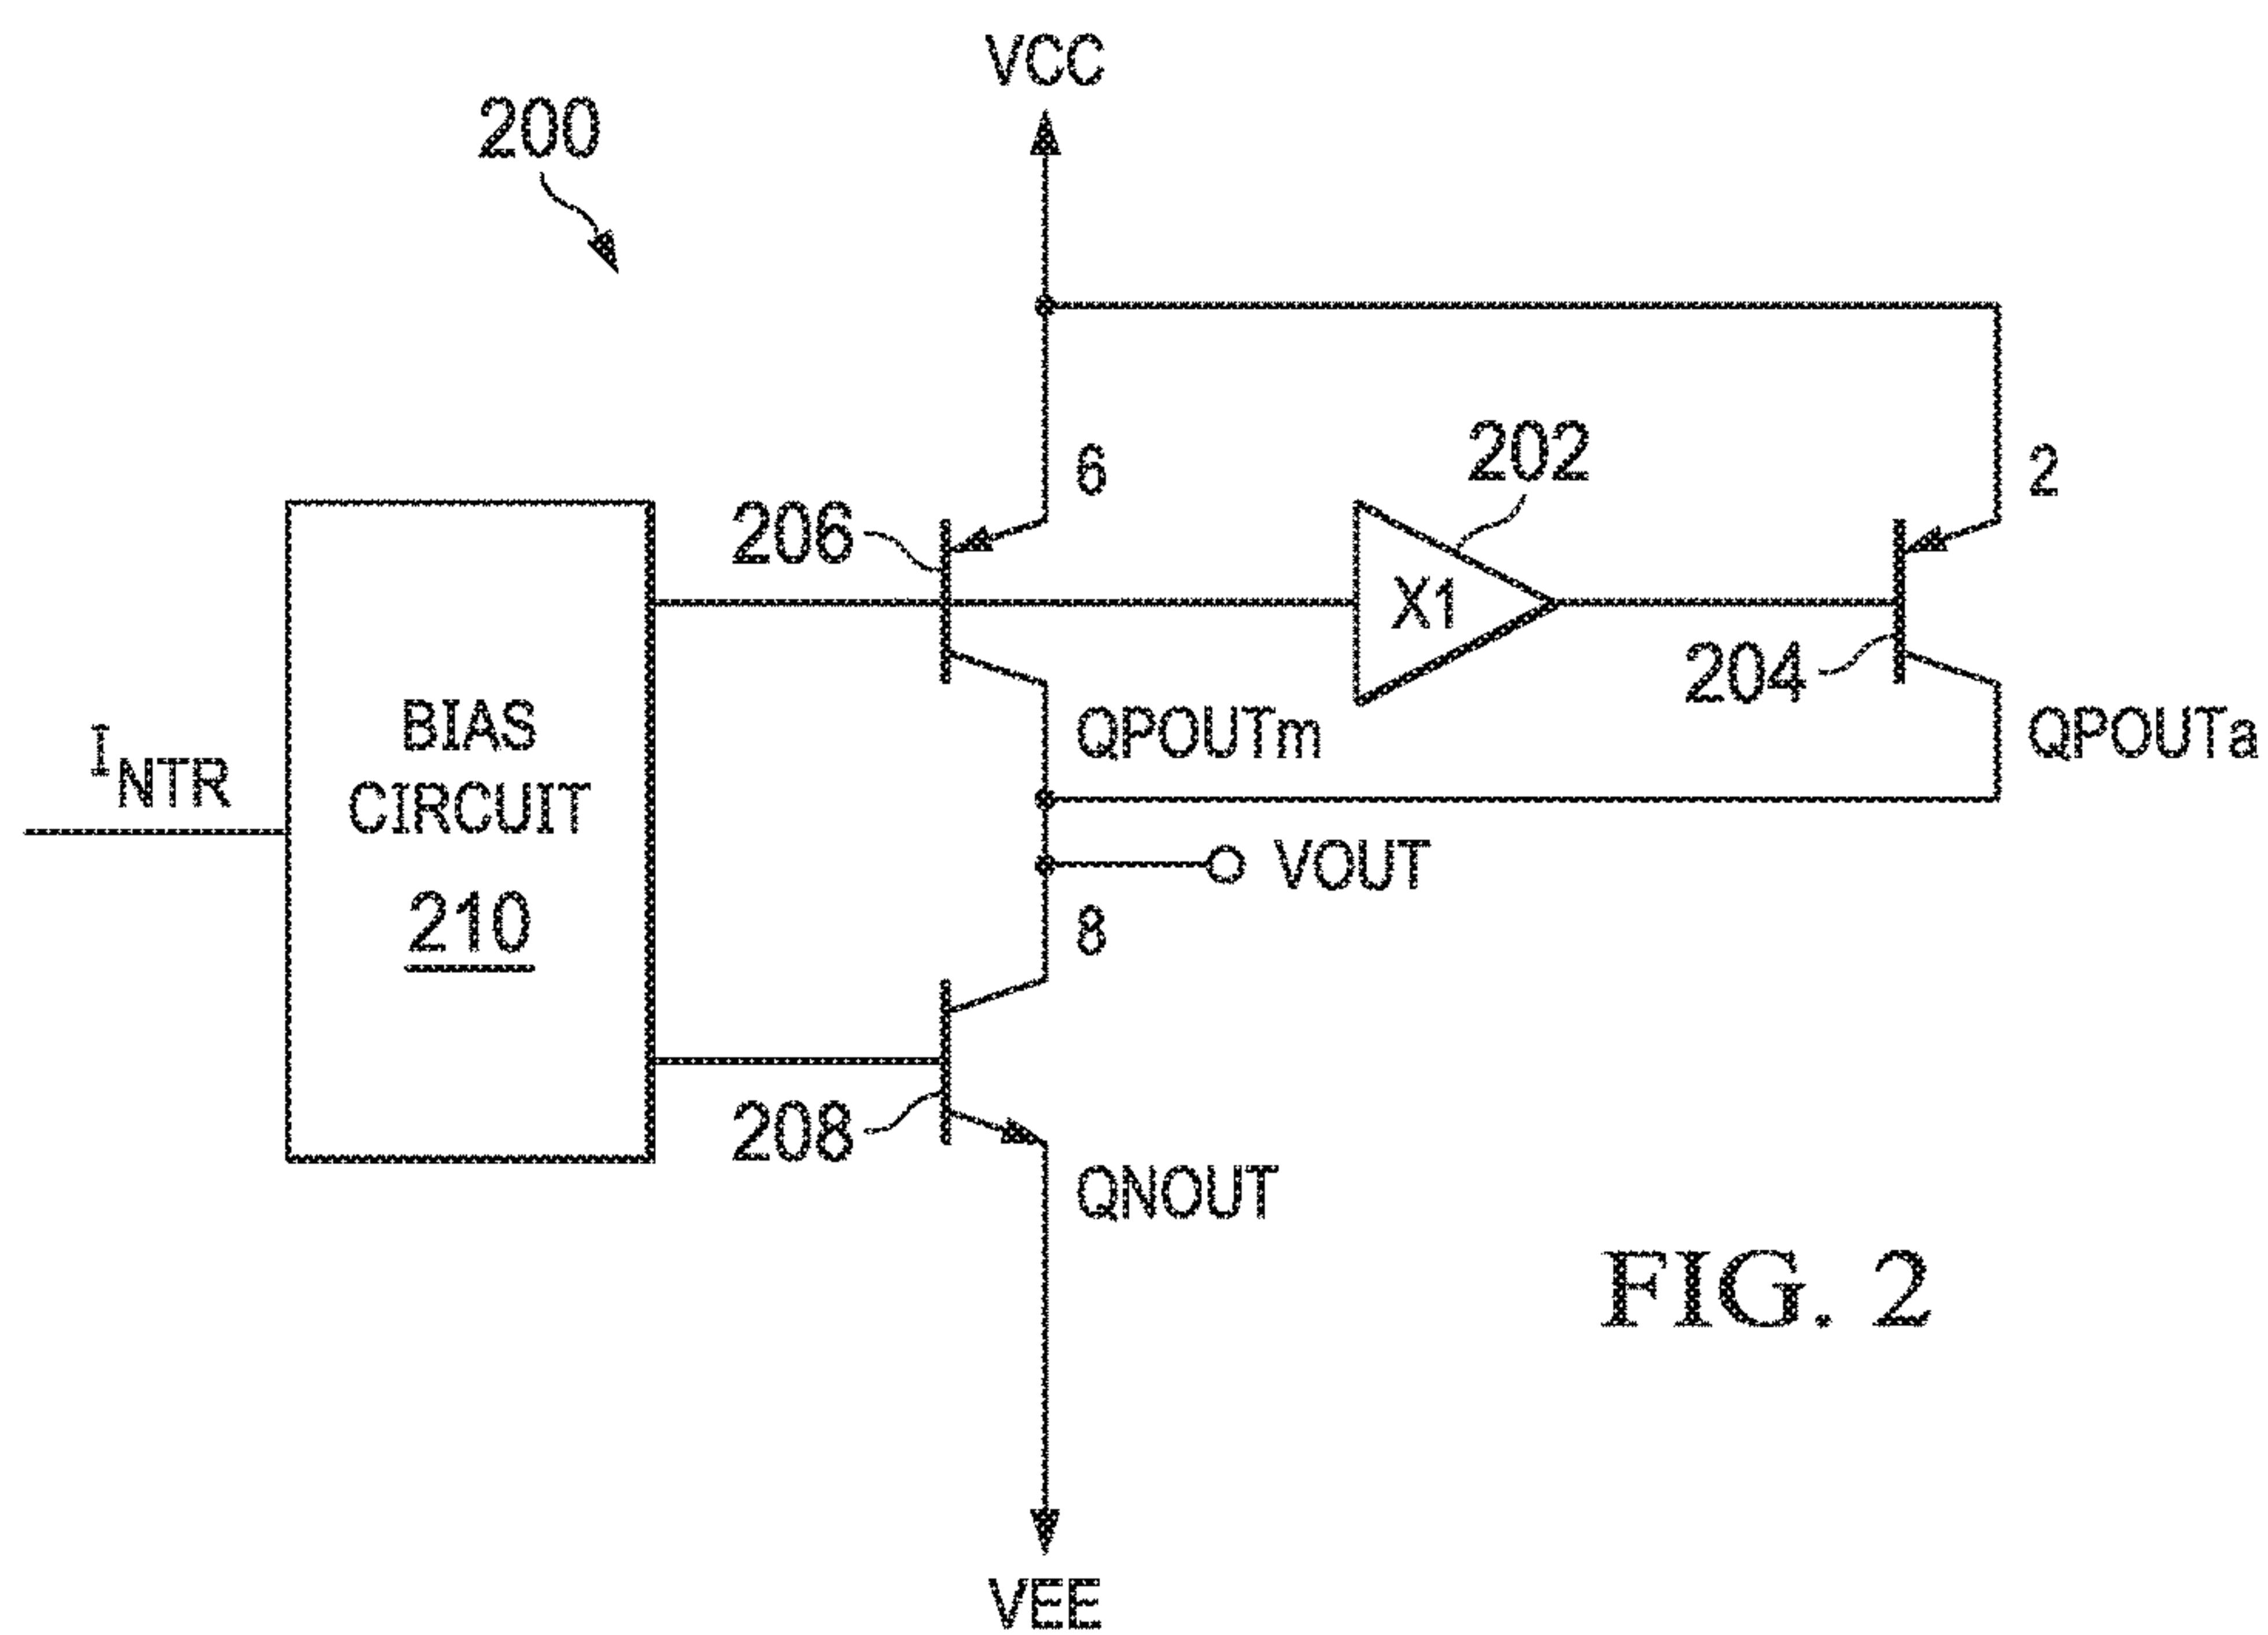 VCC
200
6
202
2
206
X1
204
BIAS
CIRCUIT
210
INTR
QPOUTm
QPOUTa
VOUT
8
208
QNOUT
FIG. 2
VEE